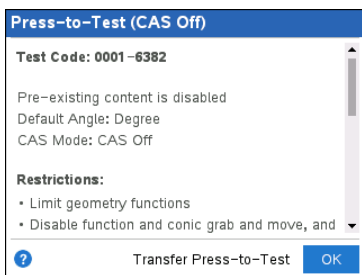 Press-to-Test (CAS Off)
Test Code: 0001-6382
Pre-existing content is disabled
Default Angle: Degree
CAS Mode: CAS Off
Restrictions:
• Limit geometry functions
• Disable function and conic grab and move, and
?
Transfer Press-to-Test
OK